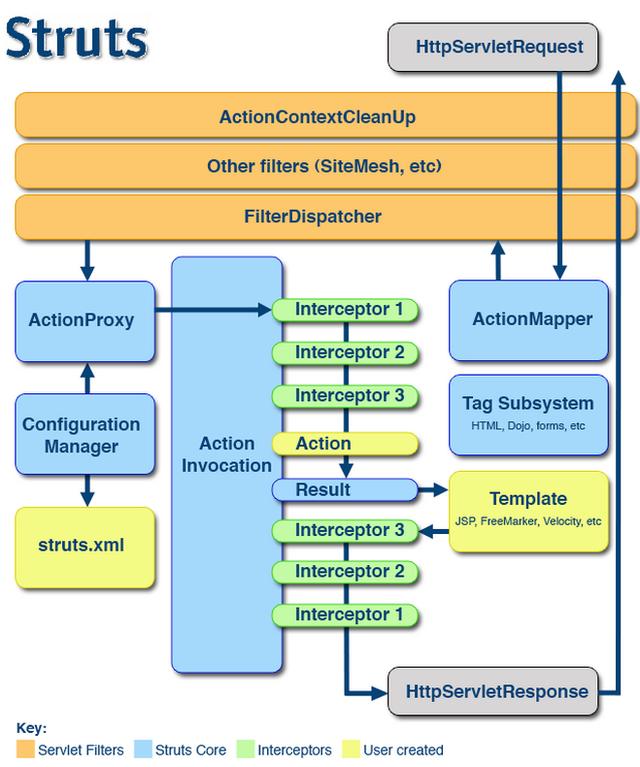 Struts
HttpServletRequest
ActionContextCleanUp
Other filters (SiteMesh, etc)
FilterDispatcher
ActionProxy
Configuration
Manager
struts.xml
Action
Invocation
Interceptor 1
Interceptor 2
Interceptor 3
Action
Result
Interceptor 3
Interceptor 2
Interceptor 1
ActionMapper
Tag Subsystem
HTML, Dojo, forms, etc
Template
JSP, FreeMarker, Velocity, etc
HttpServletResponse
Key:
Servlet Filters
Struts Core
Interceptors
User created